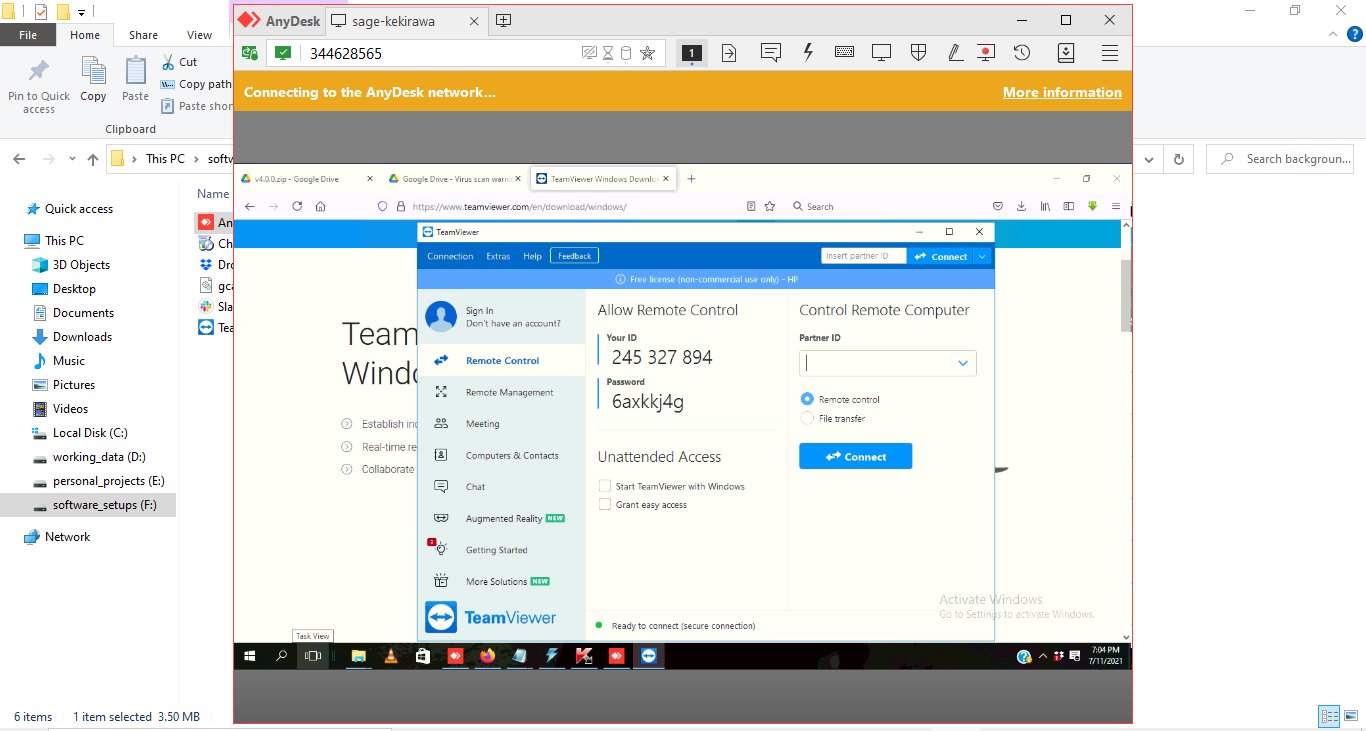 File
Home
Share
View
Pin to Quick access
Copy
Paste
Cut
Copy path
Paste shor
Clipboard
This PC
softw
Search backgroun...
Name
Quick access
This PC
3D Objects
Desktop
Documents
Downloads
Music
Pictures
Videos
Local Disk (C:)
working_data (D:)
personal_projects (E:)
software_setups (F:)
Network
An
Ch
Dro
gca
Sla
Tea
6 items
1 item selected 3.50 MB
AnyDesk
sage-kekirawa
344628565
1
Connecting to the AnyDesk network...
More information
v4.0.0.zip - Google Drive
Google Drive - Virus scan warni
TeamViewer Windows Downlo
https://www.teamviewer.com/en/download/windows/
Search
Team
Windo
Establish inc
Real-time re
Collaborate
TeamViewer
Connection
Extras
Help
Feedback
Insert partner ID
Connect
Free license (non-commercial use only) - HP
Sign In
Don't have an account?
Remote Control
Remote Management
Meeting
Computers & Contacts
Chat
Augmented Reality NEW
Getting Started
More Solutions NEW
TeamViewer
Allow Remote Control
Your ID
245 327 894
Password
6axkkj4g
Unattended Access
Start TeamViewer with Windows
Grant easy access
Control Remote Computer
Partner ID
Remote control
File transfer
Connect
Ready to connect (secure connection)
Activate Windows
Go to Settings to activate Windows.
Task View
7:04 PM
7/11/2021